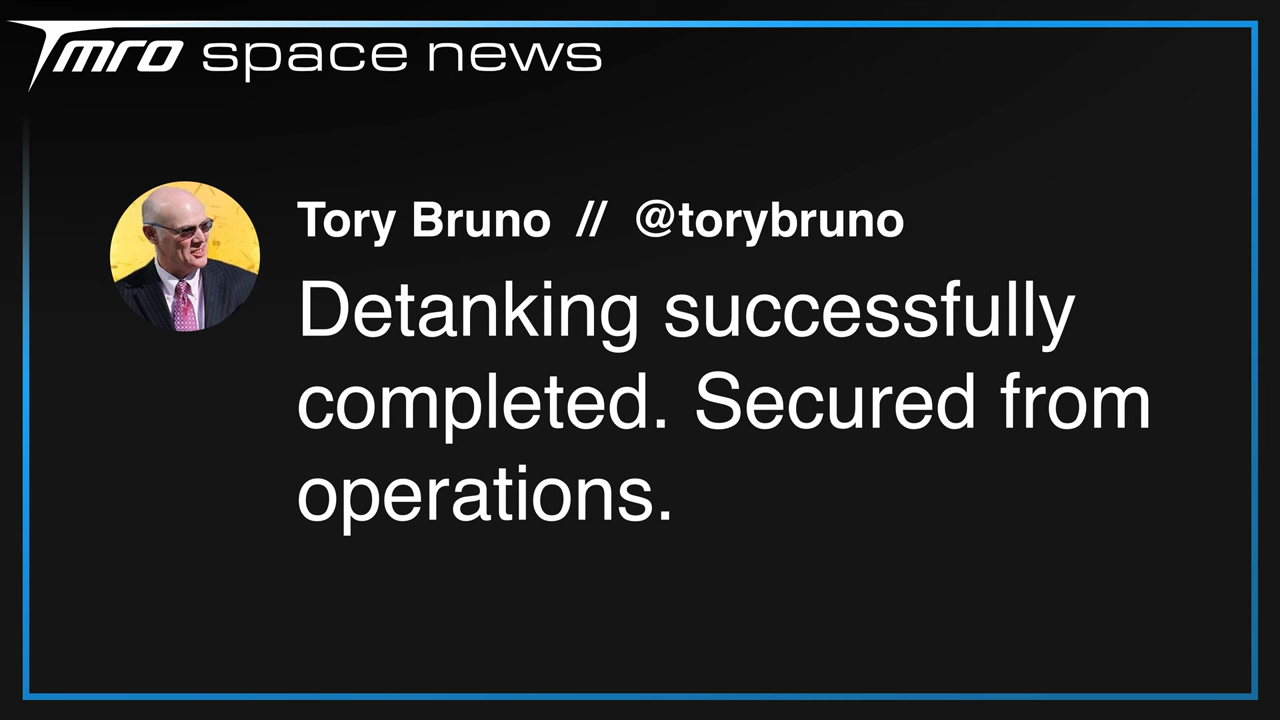 Tmro space news
Tory Bruno // @torybruno
Detanking successfully
completed. Secured from
operations.